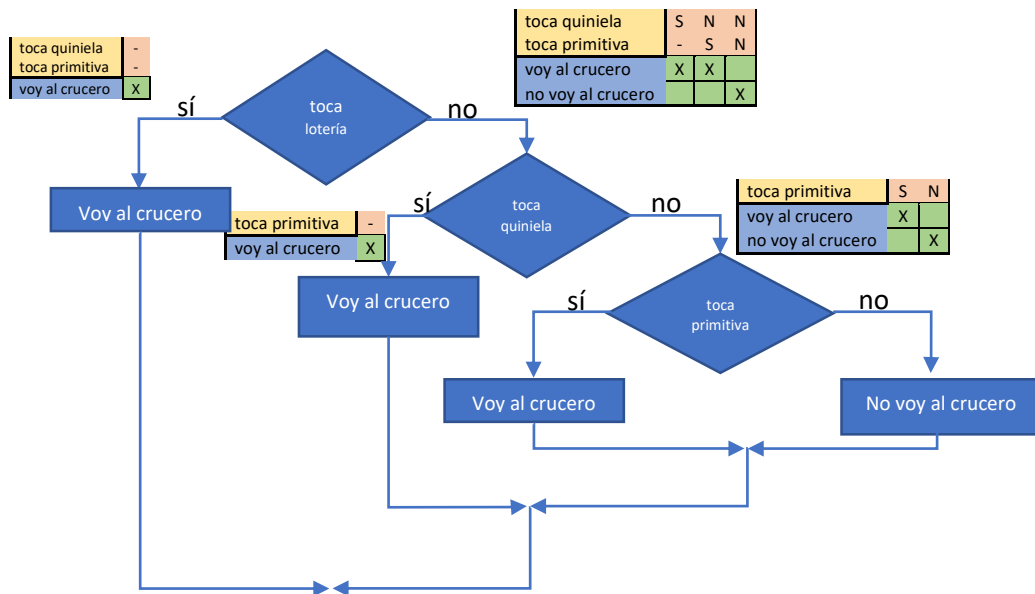 toca quiniela S N N
toca primitiva - S N
voy al crucero X X
no voy al crucero X
toca quiniela -
toca primitiva -
voy al crucero X
sí
toca
lotería
no
Voy al crucero
sí
toca
quiniela
no
toca primitiva S N
voy al crucero X
no voy al crucero X
toca primitiva -
voy al crucero X
Voy al crucero
sí
toca
primitiva
no
Voy al crucero
No voy al crucero